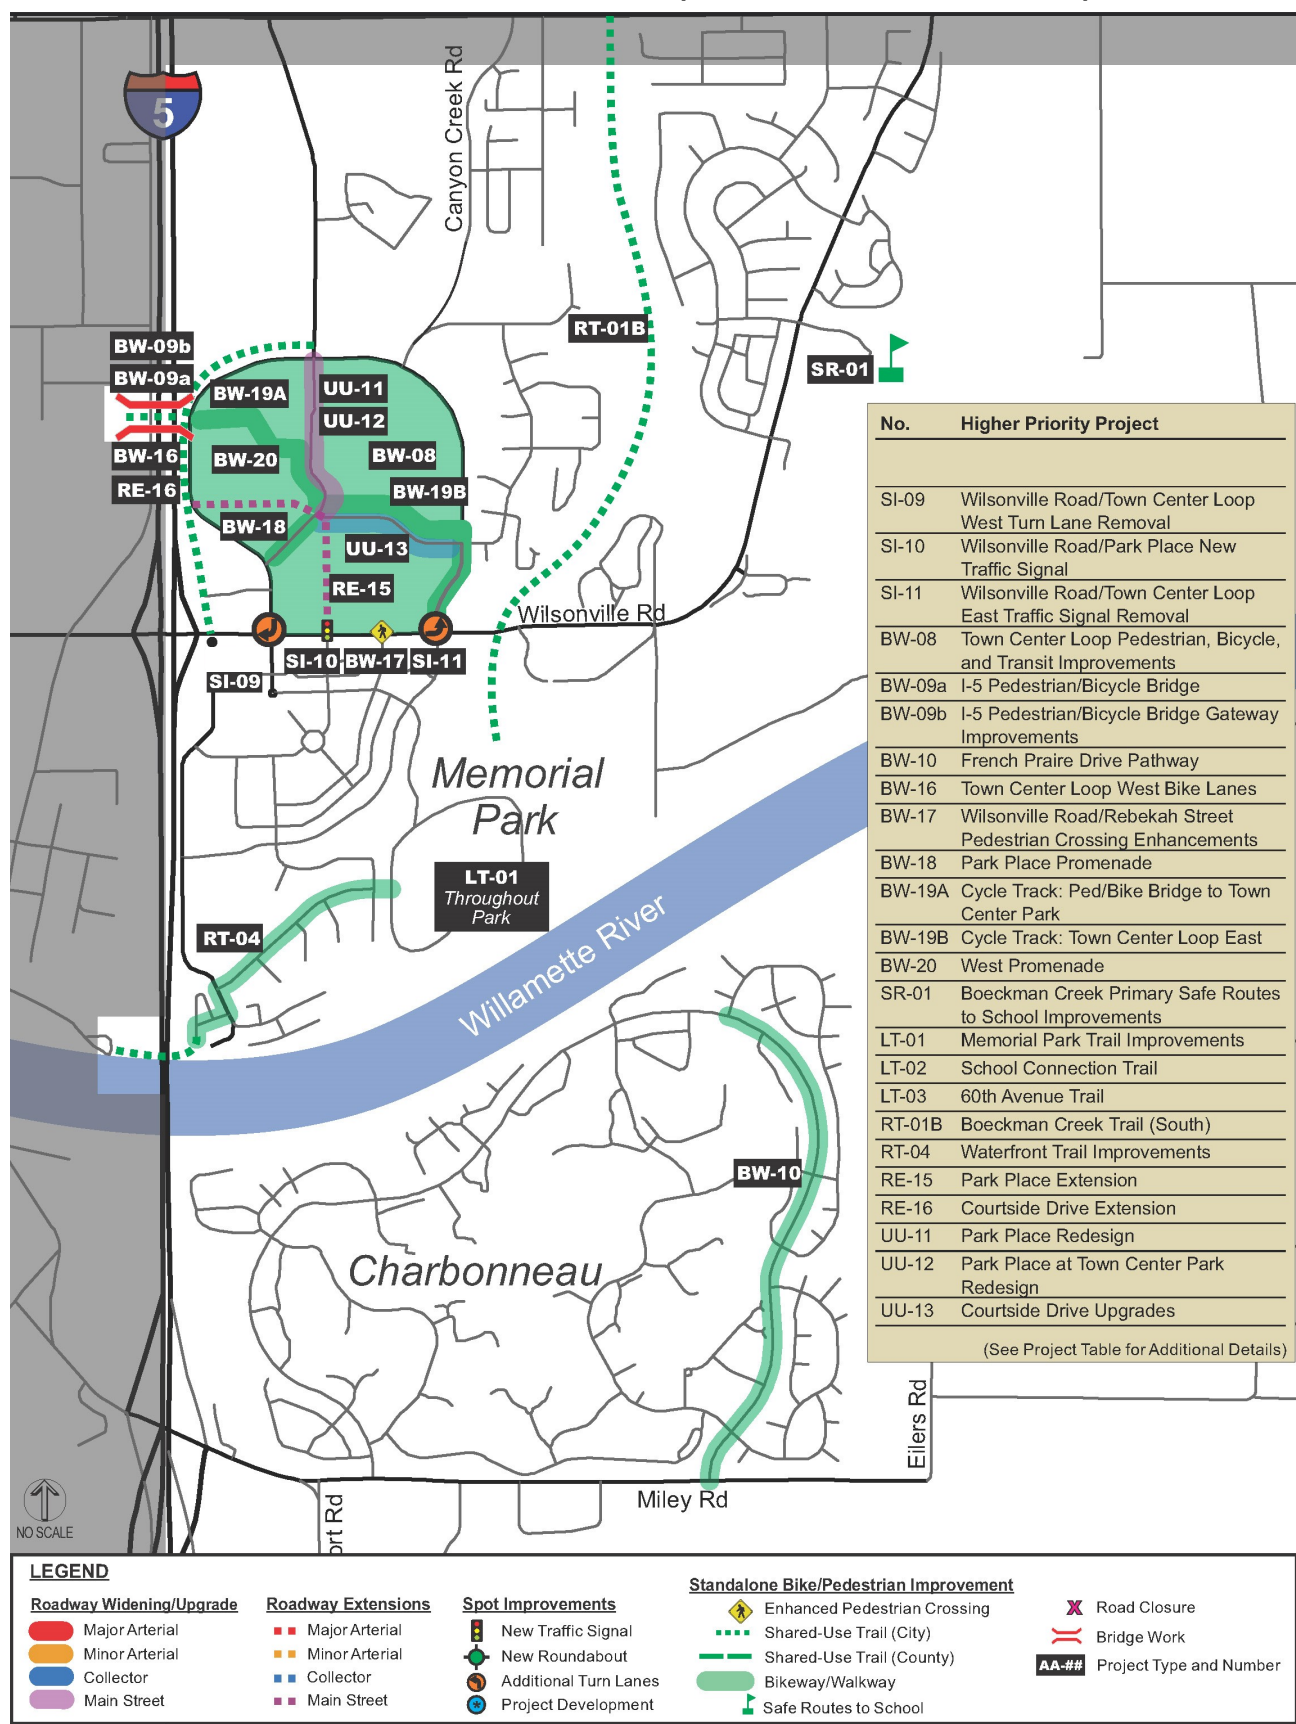 5
Canyon Creek Rd
RT-01B
BW-09b
BW-09a
SR-01
BW-19A
UU-11
UU-12
BW-16
BW-20
BW-08
RE-16
BW-19B
BW-18
UU-13
RE-15
Wilsonville Rd
SI-10
BW-17
SI-11
SI-09
Memorial
Park
LT-01
Throughout
Park
RT-04
Willamette River
BW-10
Charbonneau
Eilers Rd
Miley Rd
ort Rd
NO SCALE
No. Higher Priority Project
SI-09 Wilsonville Road/Town Center Loop
West Turn Lane Removal
SI-10 Wilsonville Road/Park Place New
Traffic Signal
SI-11 Wilsonville Road/Town Center Loop
East Traffic Signal Removal
BW-08 Town Center Loop Pedestrian, Bicycle,
and Transit Improvements
BW-09a I-5 Pedestrian/Bicycle Bridge
BW-09b I-5 Pedestrian/Bicycle Bridge Gateway
Improvements
BW-10 French Praire Drive Pathway
BW-16 Town Center Loop West Bike Lanes
BW-17 Wilsonville Road/Rebekah Street
Pedestrian Crossing Enhancements
BW-18 Park Place Promenade
BW-19A Cycle Track: Ped/Bike Bridge to Town
Center Park
BW-19B Cycle Track: Town Center Loop East
BW-20 West Promenade
SR-01 Boeckman Creek Primary Safe Routes
to School Improvements
LT-01 Memorial Park Trail Improvements
LT-02 School Connection Trail
LT-03 60th Avenue Trail
RT-01B Boeckman Creek Trail (South)
RT-04 Waterfront Trail Improvements
RE-15 Park Place Extension
RE-16 Courtside Drive Extension
UU-11 Park Place Redesign
UU-12 Park Place at Town Center Park
Redesign
UU-13 Courtside Drive Upgrades
(See Project Table for Additional Details)
LEGEND
Roadway Widening/Upgrade
Major Arterial
Minor Arterial
Collector
Main Street
Roadway Extensions
Major Arterial
Minor Arterial
Collector
Main Street
Spot Improvements
New Traffic Signal
New Roundabout
Additional Turn Lanes
Project Development
Standalone Bike/Pedestrian Improvement
Enhanced Pedestrian Crossing
Shared-Use Trail (City)
Shared-Use Trail (County)
Bikeway/Walkway
Safe Routes to School
Road Closure
Bridge Work
AA-## Project Type and Number